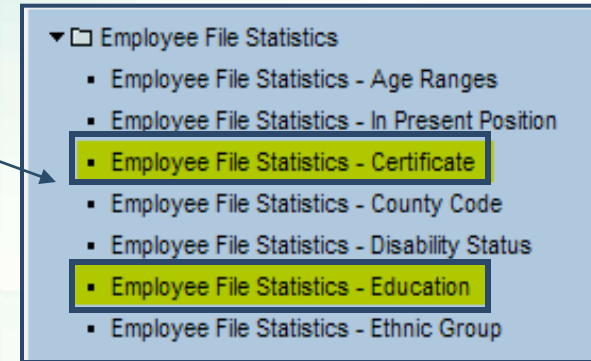 Employee File Statistics
Employee File Statistics - Age Ranges
Employee File Statistics - In Present Position
Employee File Statistics - Certificate
Employee File Statistics - County Code
Employee File Statistics - Disability Status
Employee File Statistics - Education
Employee File Statistics - Ethnic Group